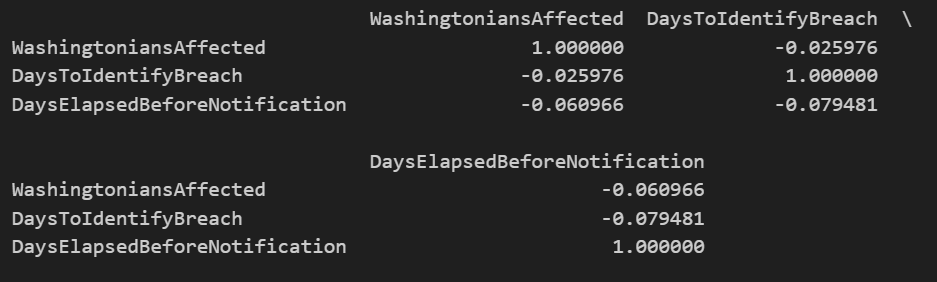 WashingtoniansAffected DaysToIdentifyBreach \
WashingtoniansAffected 1.000000 -0.025976
DaysToIdentifyBreach -0.025976 1.000000
DaysElapsedBeforeNotification -0.060966 -0.079481
DaysElapsedBeforeNotification
WashingtoniansAffected -0.060966
DaysToIdentifyBreach -0.079481
DaysElapsedBeforeNotification 1.000000